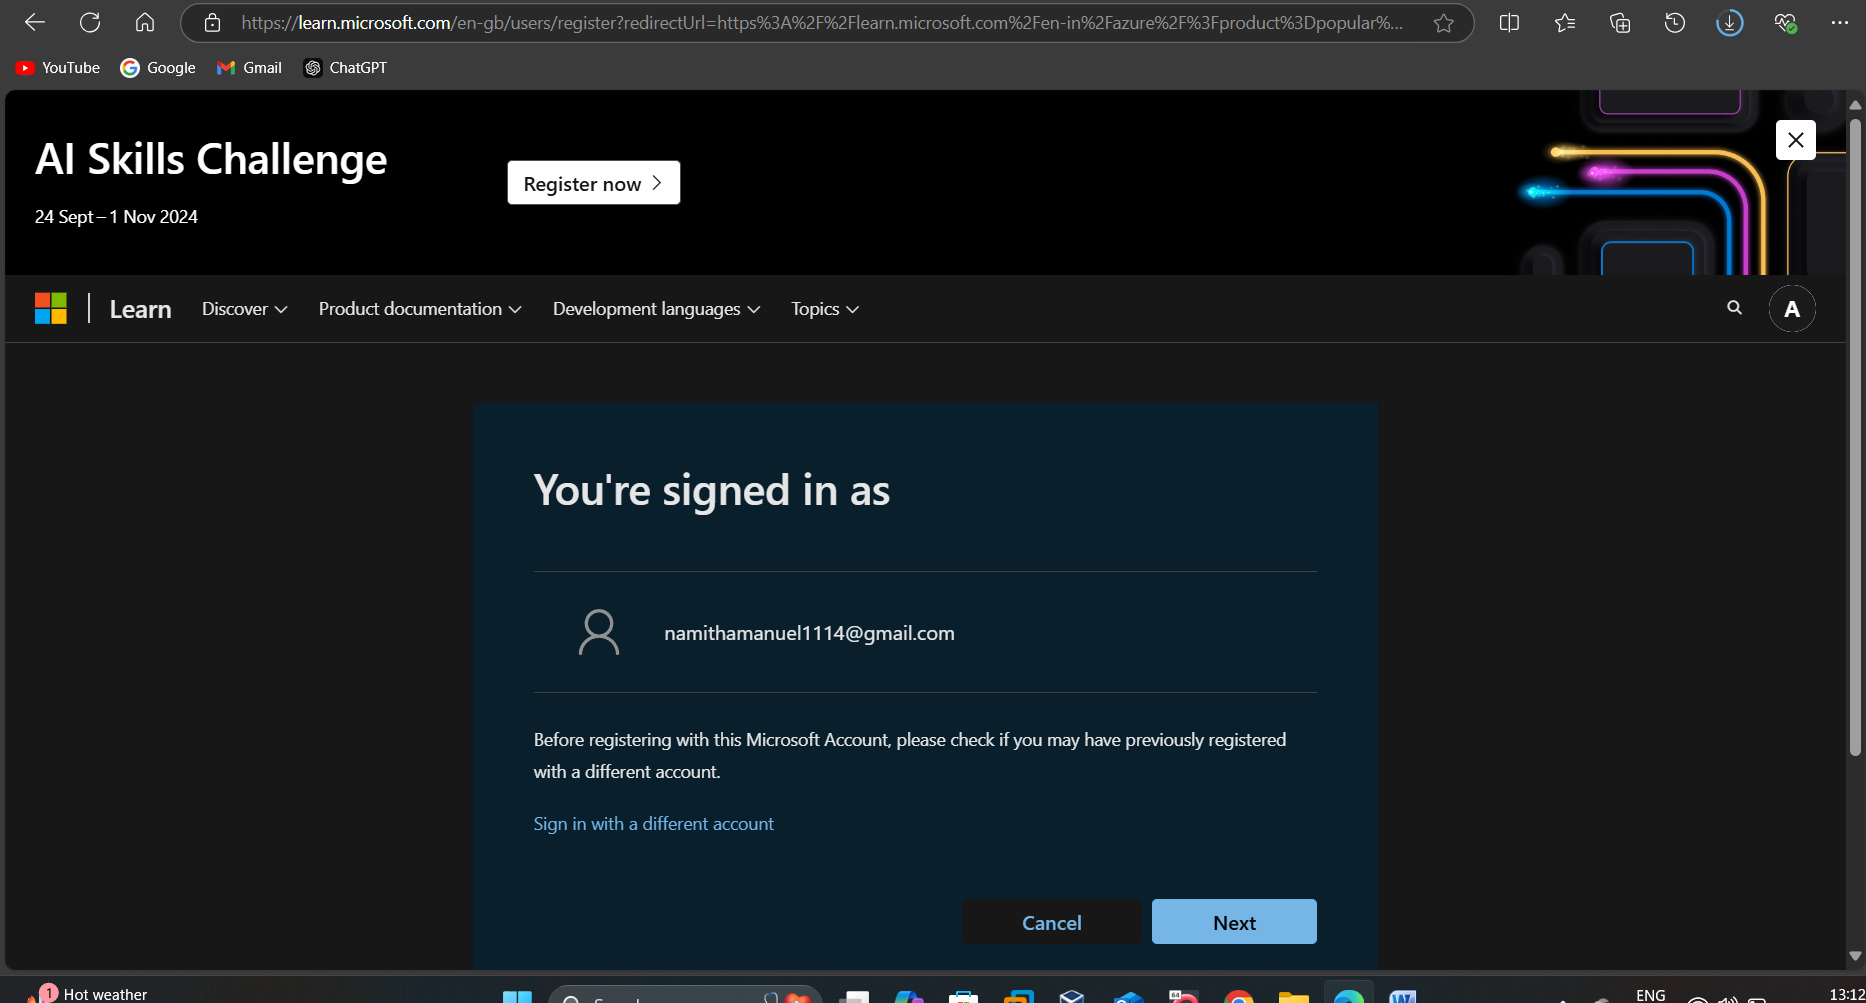 https://learn.microsoft.com/en-gb/users/register?redirectUrl=https%3A%2F%2Flearn.microsoft.com%2Fen-in%2Fazure%2F%3Fproduct%3Dpopular%...
YouTube Google Gmail ChatGPT
AI Skills Challenge
Register now
24 Sept – 1 Nov 2024
Learn Discover Product documentation Development languages Topics A
You're signed in as
namithamanuel1114@gmail.com
Before registering with this Microsoft Account, please check if you may have previously registered
with a different account.
Sign in with a different account
Cancel Next
1 Hot weather 64 ENG 13:12